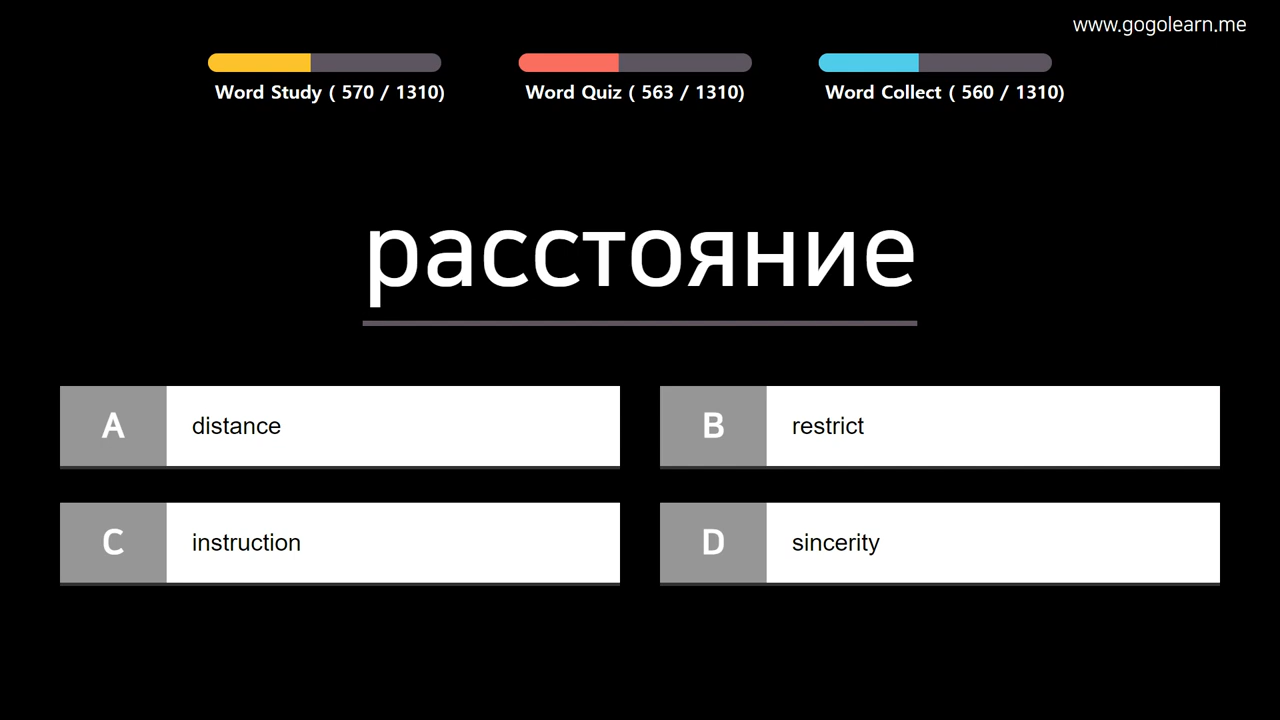 www.gogolearn.me
Word Study ( 570 / 1310)
Word Quiz ( 563 / 1310)
Word Collect ( 560 / 1310)
расстояние
A distance
B restrict
C instruction
D sincerity